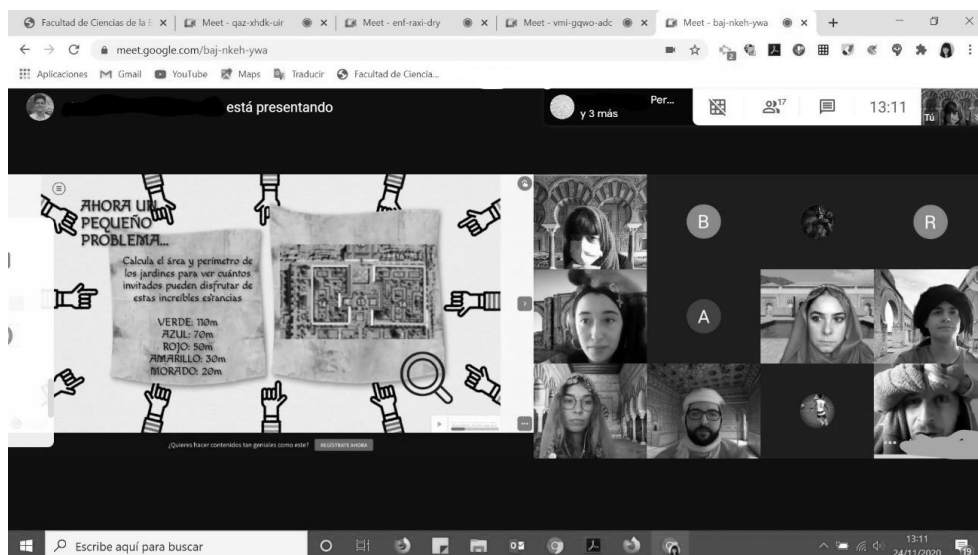 Facultad de Ciencias de la E
Meet - qaz-xhdk-uir
Meet - enf-raxi-dry
Meet - vmi-gqwo-adc
Meet - baj-nkeh-ywa
meet.google.com/baj-nkeh-ywa
2
Aplicaciones
Gmail
YouTube
Maps
Traducir
Facultad de Ciencia...
está presentando
Per...
y 3 más
17
13:11
Tú
AHORA UN
PEQUEÑO
PROBLEMA...
Calcula el área y perímetro de
los jardines para ver cuántos
invitados pueden disfrutar de
estas increíbles estancias
VERDE: 110m
AZUL: 70m
ROJO: 50m
AMARILLO: 30m
MORADO: 20m
¿Quieres hacer contenidos tan geniales como este?
REGÍSTRATE AHORA
B
R
A
Escribe aquí para buscar
13:11
24/11/2020
19